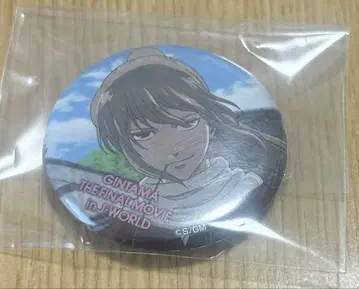 GINTAMA
THE FINAL MOVIE
in J-WORLD
©S/GM